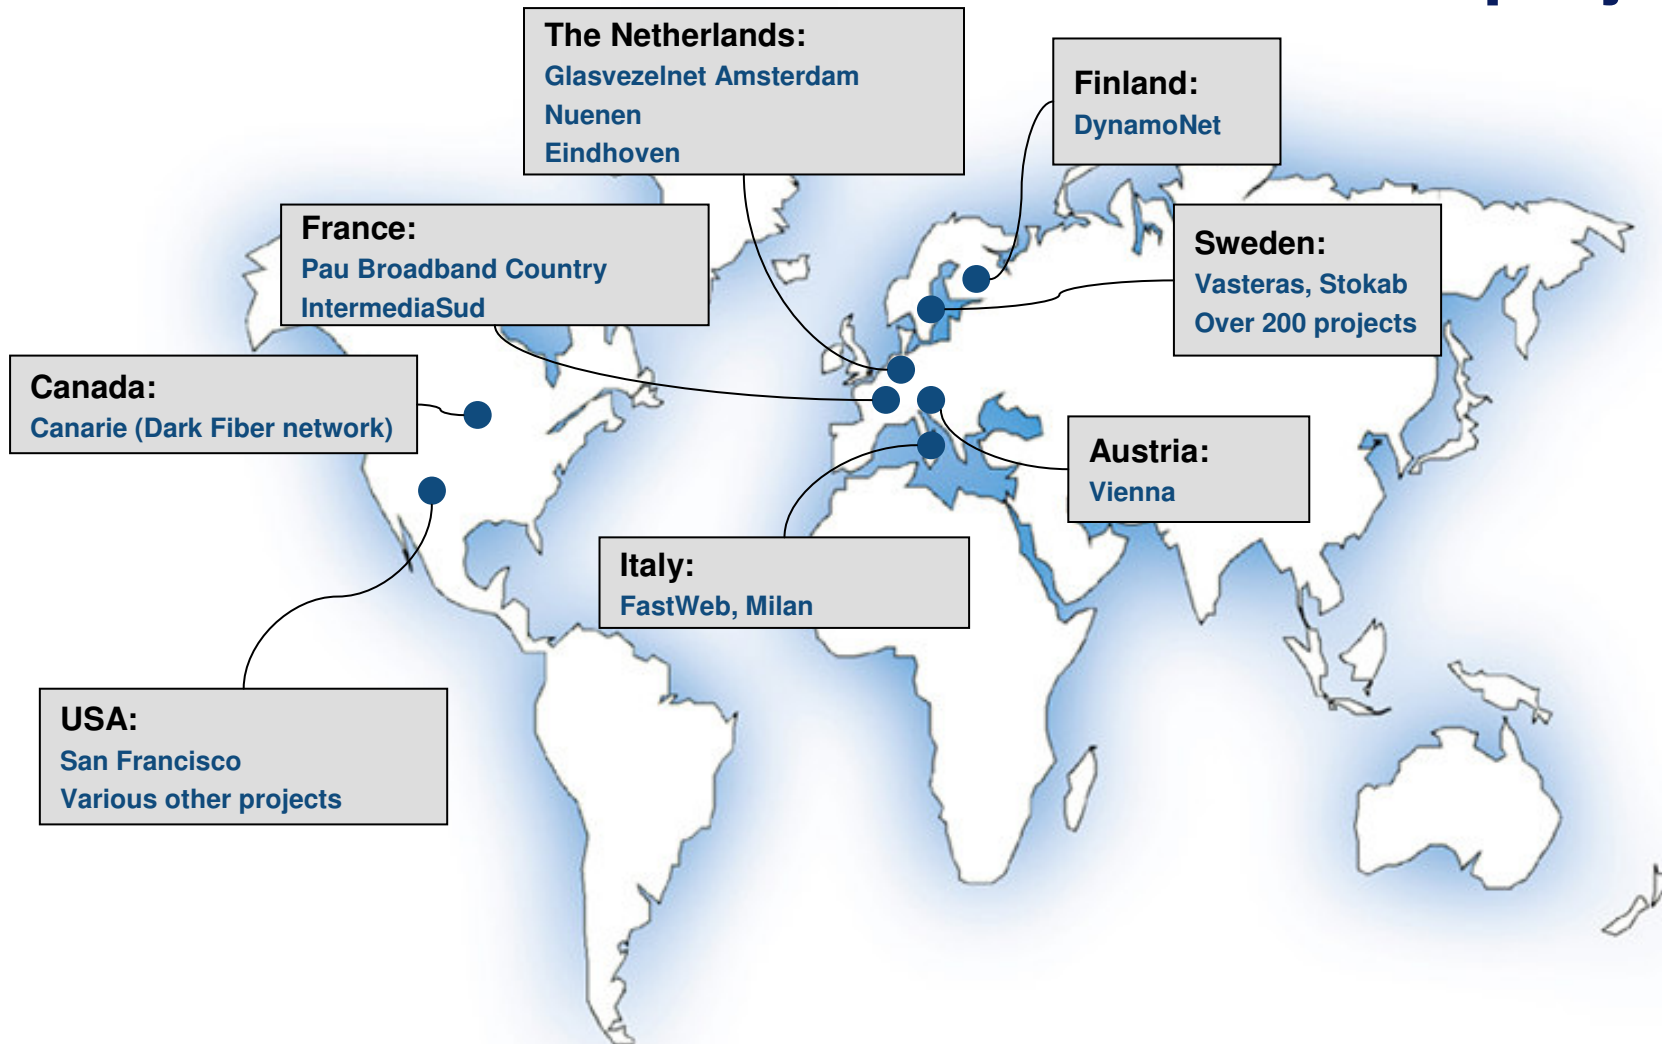 The Netherlands:
Glasvezelnet Amsterdam
Nuenen
Eindhoven
Finland:
DynamoNet
France:
Pau Broadband Country
IntermediaSud
Sweden:
Vasteras, Stokab
Over 200 projects
Canada:
Canarie (Dark Fiber network)
Austria:
Vienna
Italy:
FastWeb, Milan
USA:
San Francisco
Various other projects